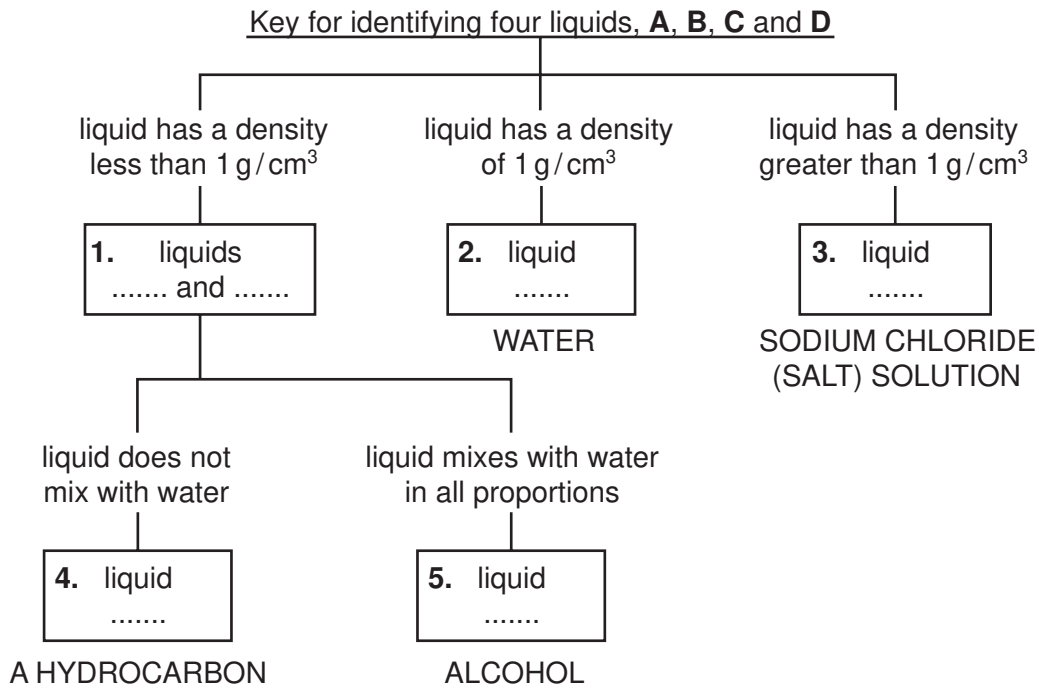 Key for identifying four liquids, A, B, C and D
liquid has a density
less than 1 g / cm³
liquid has a density
of 1 g / cm³
liquid has a density
greater than 1 g / cm³
1. liquids
....... and .......
2. liquid
.......
WATER
3. liquid
.......
SODIUM CHLORIDE
(SALT) SOLUTION
liquid does not
mix with water
liquid mixes with water
in all proportions
4. liquid
.......
A HYDROCARBON
5. liquid
.......
ALCOHOL